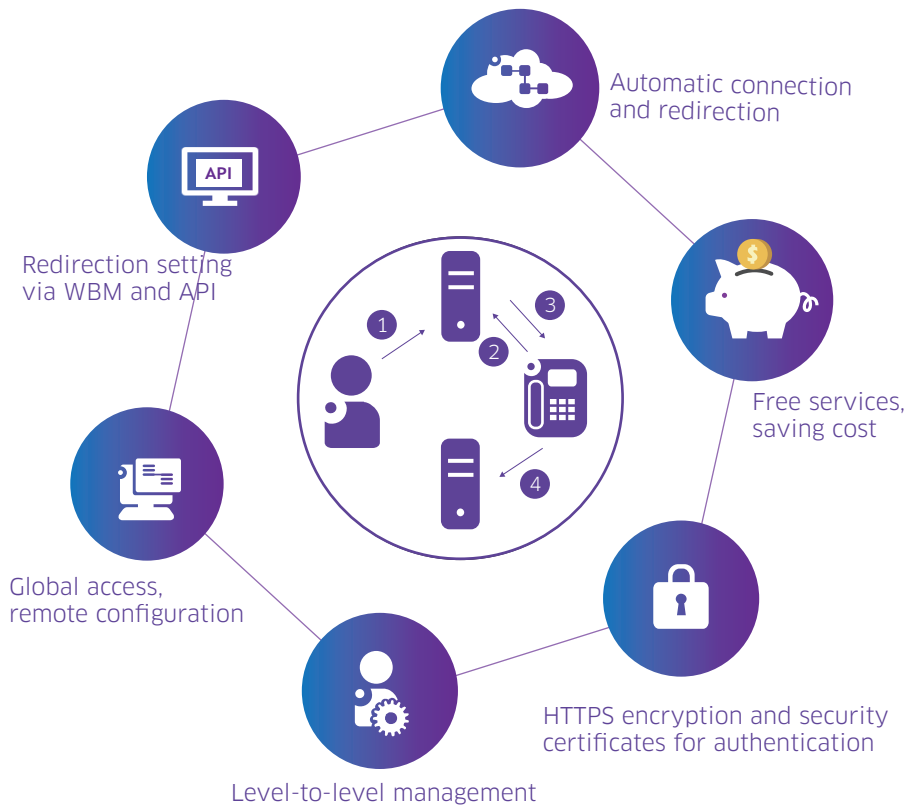 Automatic connection
and redirection
API
Redirection setting
via WBM and API
$
Free services,
saving cost
1
3
2
4
Global access,
remote configuration
HTTPS encryption and security
certificates for authentication
Level-to-level management